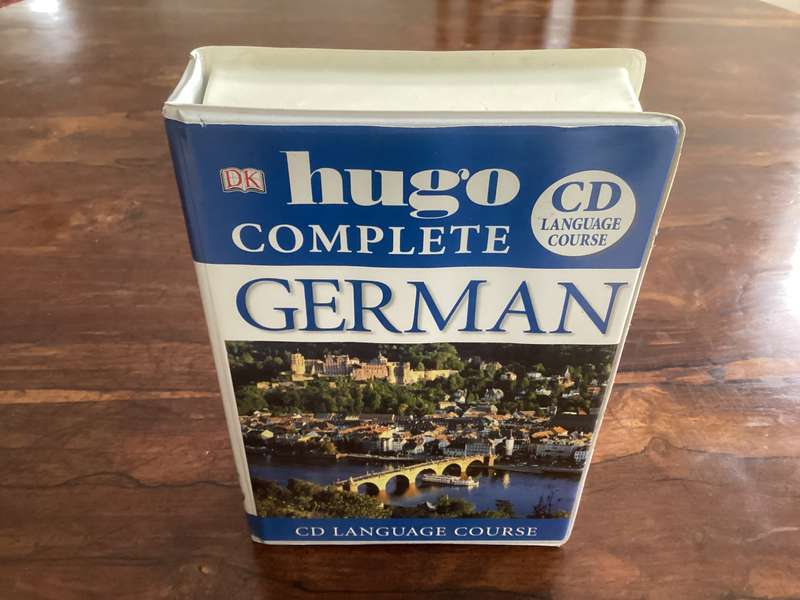 DK
hugo
COMPLETE
CD
LANGUAGE
COURSE
GERMAN
CD LANGUAGE COURSE